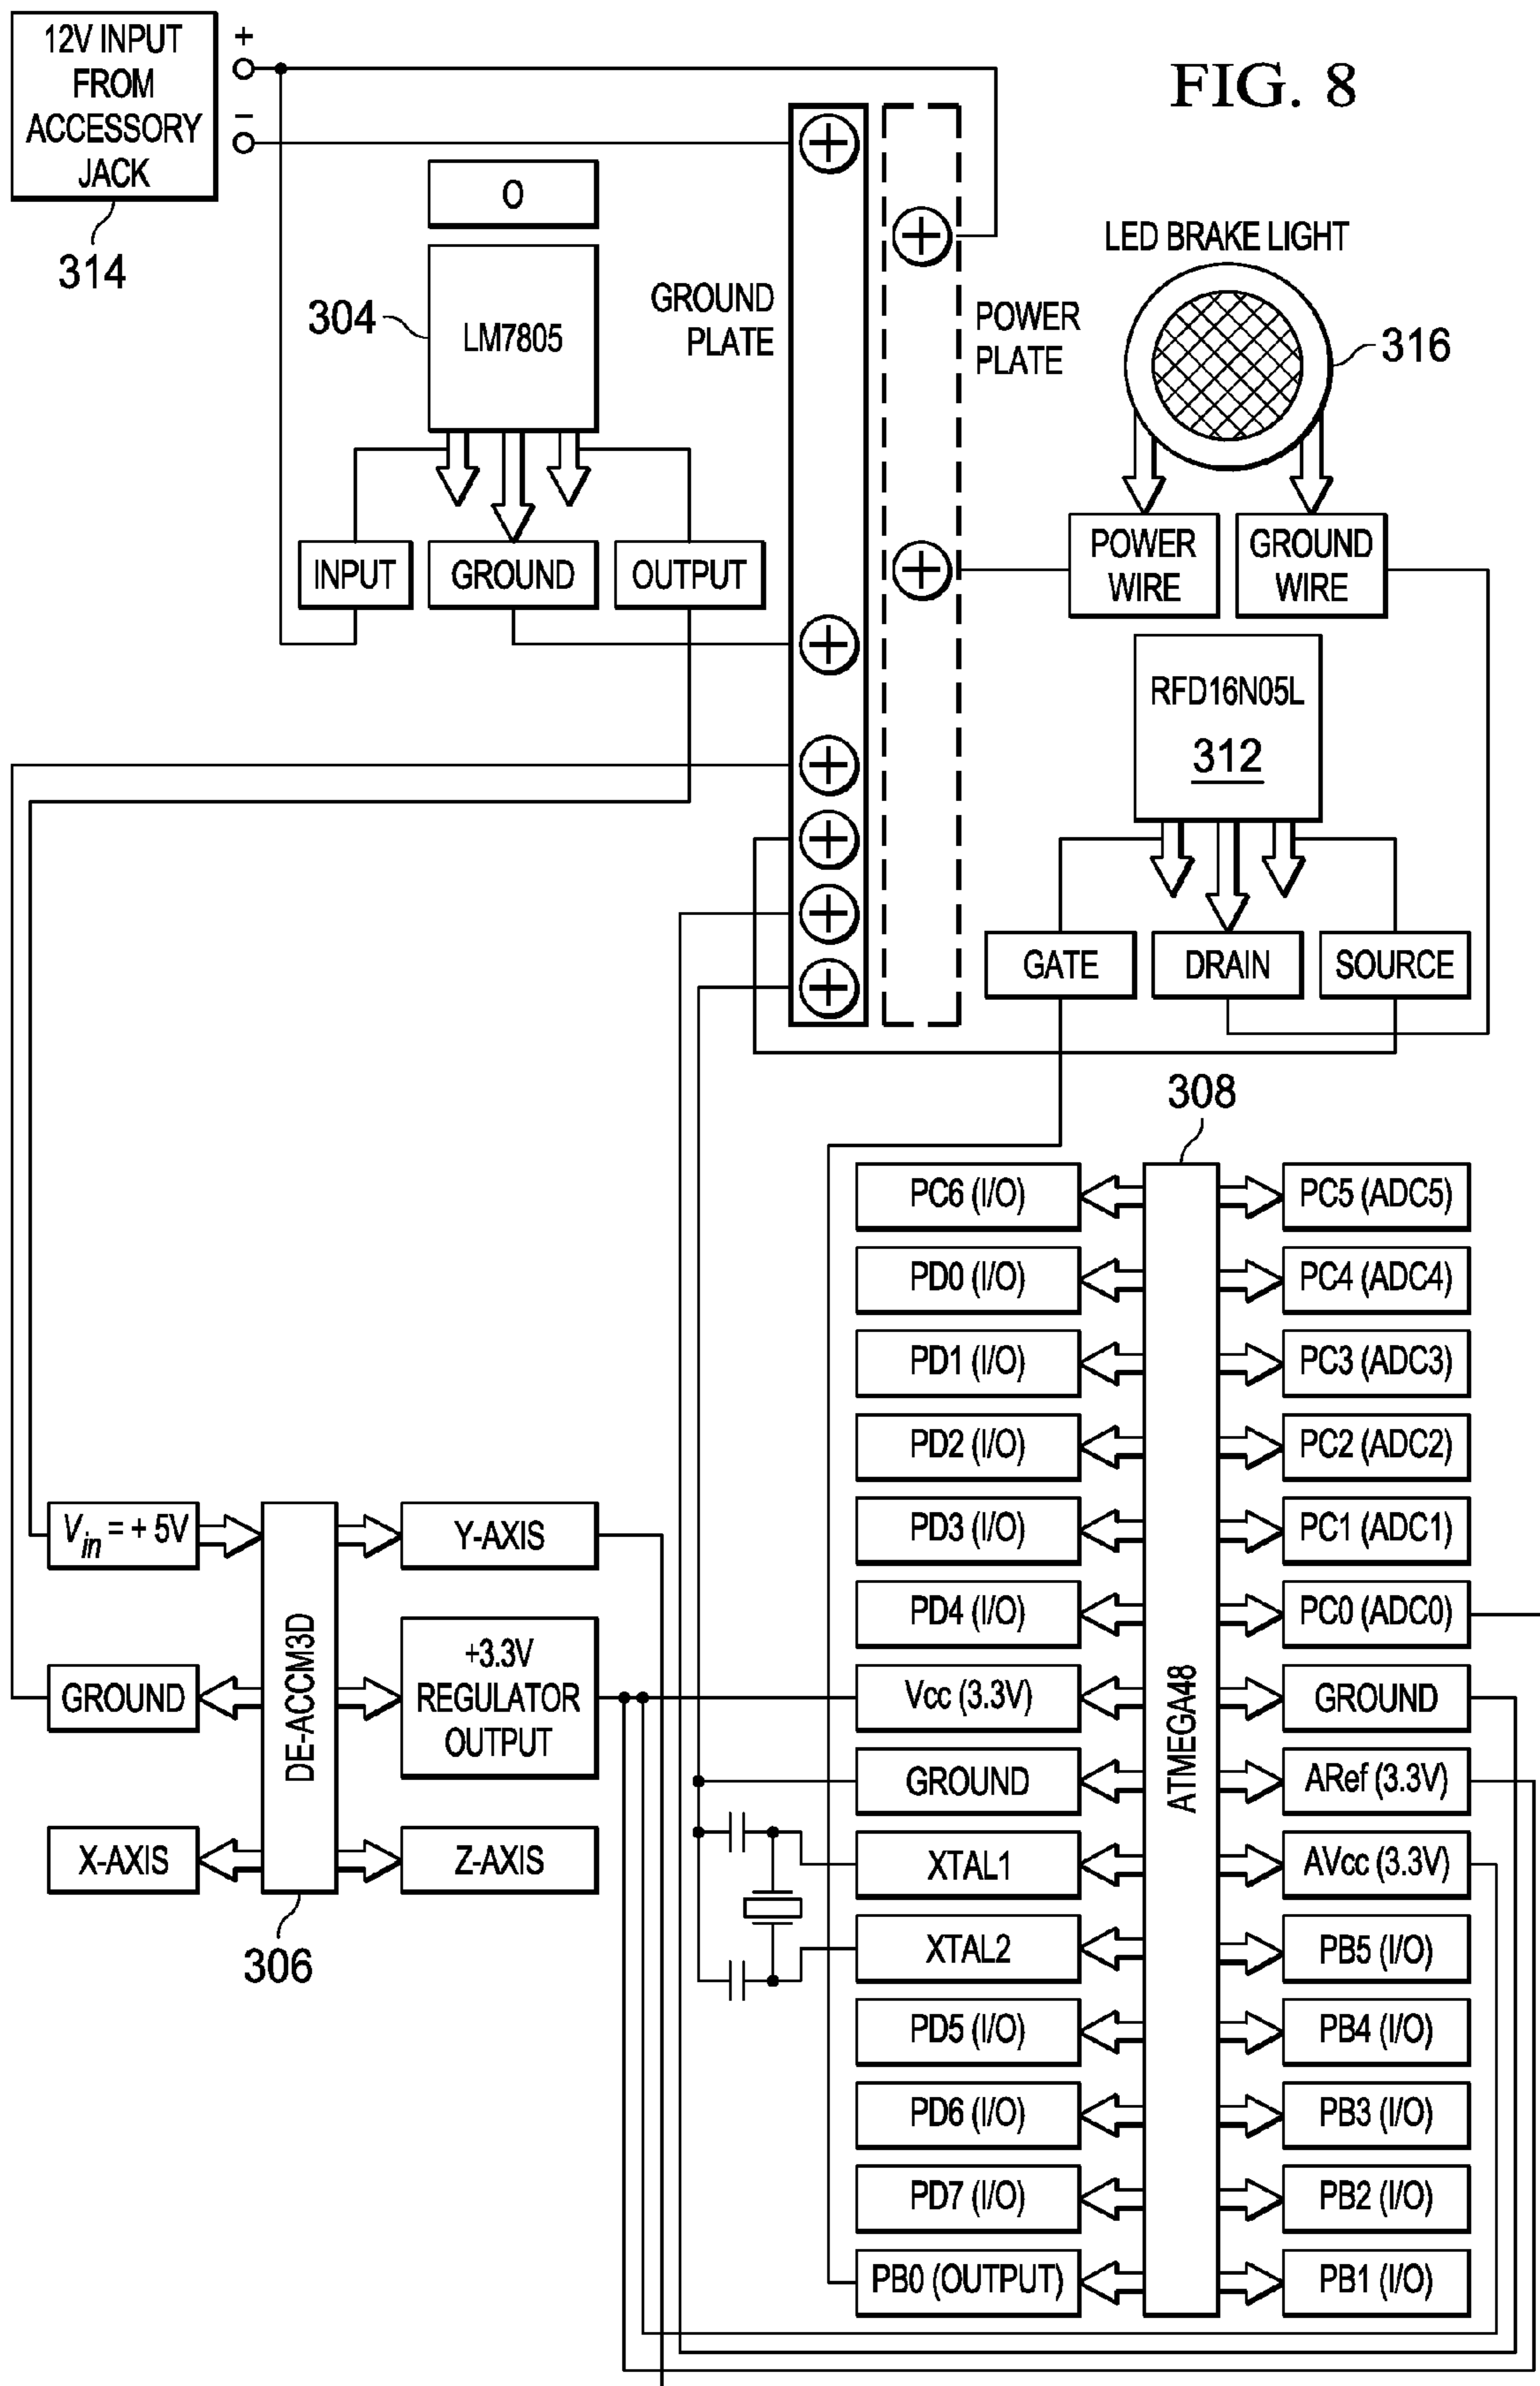 FIG. 8
12V INPUT
FROM
ACCESSORY
JACK
+
−
314
O
LM7805
304
INPUT
GROUND
OUTPUT
GROUND
PLATE
POWER
PLATE
LED BRAKE LIGHT
316
POWER
WIRE
GROUND
WIRE
RFD16N05L
312
GATE
DRAIN
SOURCE
308
ATMEGA48
PC6 (I/O)
PD0 (I/O)
PD1 (I/O)
PD2 (I/O)
PD3 (I/O)
PD4 (I/O)
Vcc (3.3V)
GROUND
XTAL1
XTAL2
PD5 (I/O)
PD6 (I/O)
PD7 (I/O)
PB0 (OUTPUT)
PC5 (ADC5)
PC4 (ADC4)
PC3 (ADC3)
PC2 (ADC2)
PC1 (ADC1)
PC0 (ADC0)
GROUND
ARef (3.3V)
AVcc (3.3V)
PB5 (I/O)
PB4 (I/O)
PB3 (I/O)
PB2 (I/O)
PB1 (I/O)
Vin = + 5V
GROUND
X-AXIS
DE-ACCM3D
Y-AXIS
+3.3V
REGULATOR
OUTPUT
Z-AXIS
306